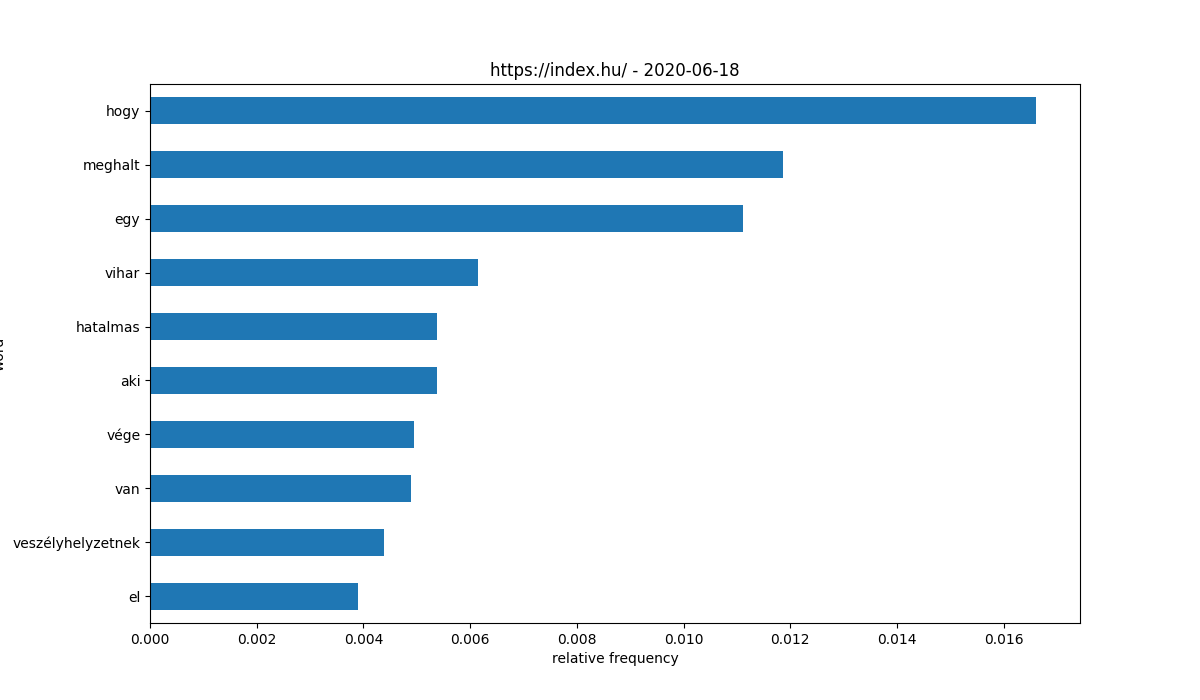 https://index.hu/ - 2020-06-18
hogy
meghalt
egy
vihar
hatalmas
aki
vége
van
veszélyhelyzetnek
el
0.000 0.002 0.004 0.006 0.008 0.010 0.012 0.014 0.016
relative frequency